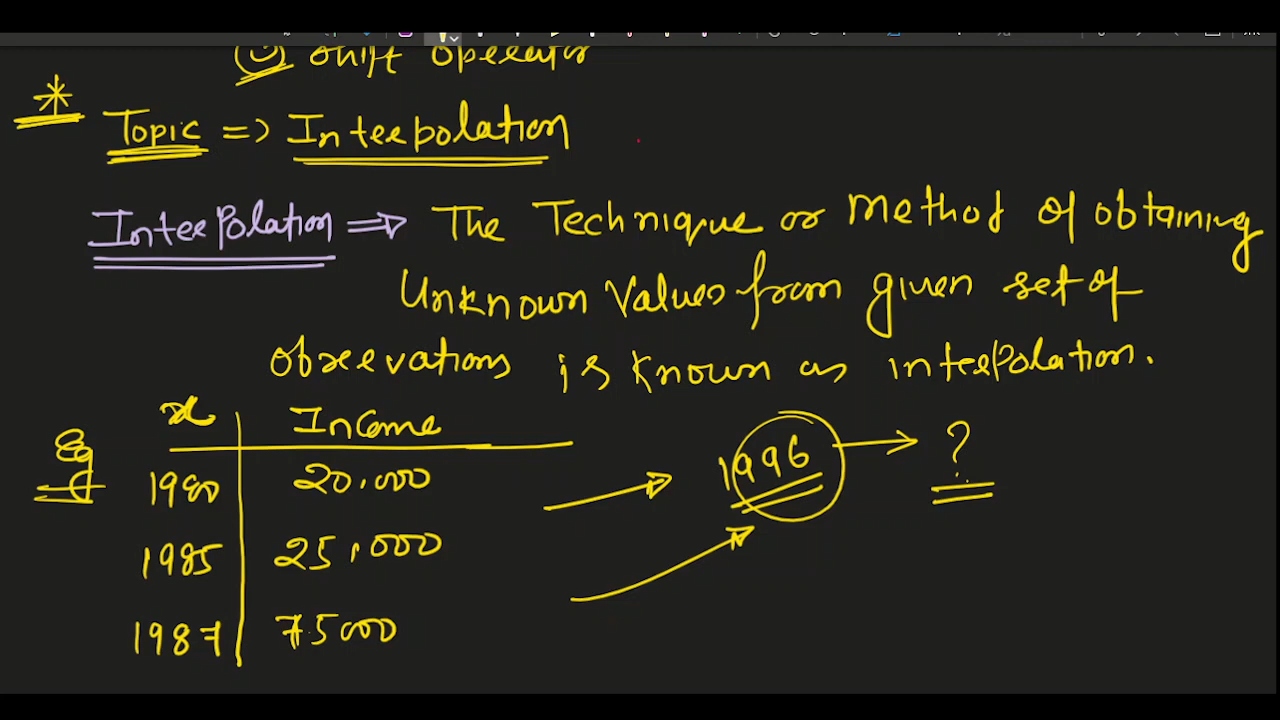 Shift operator
* Topic => Interpolation
Interpolation => The Technique or method of obtaining
Unknown Values from given set of
observations is known as interpolation.
x Income
Eg 1980 20,000
1985 25,000
1987 75000
1996 → ?